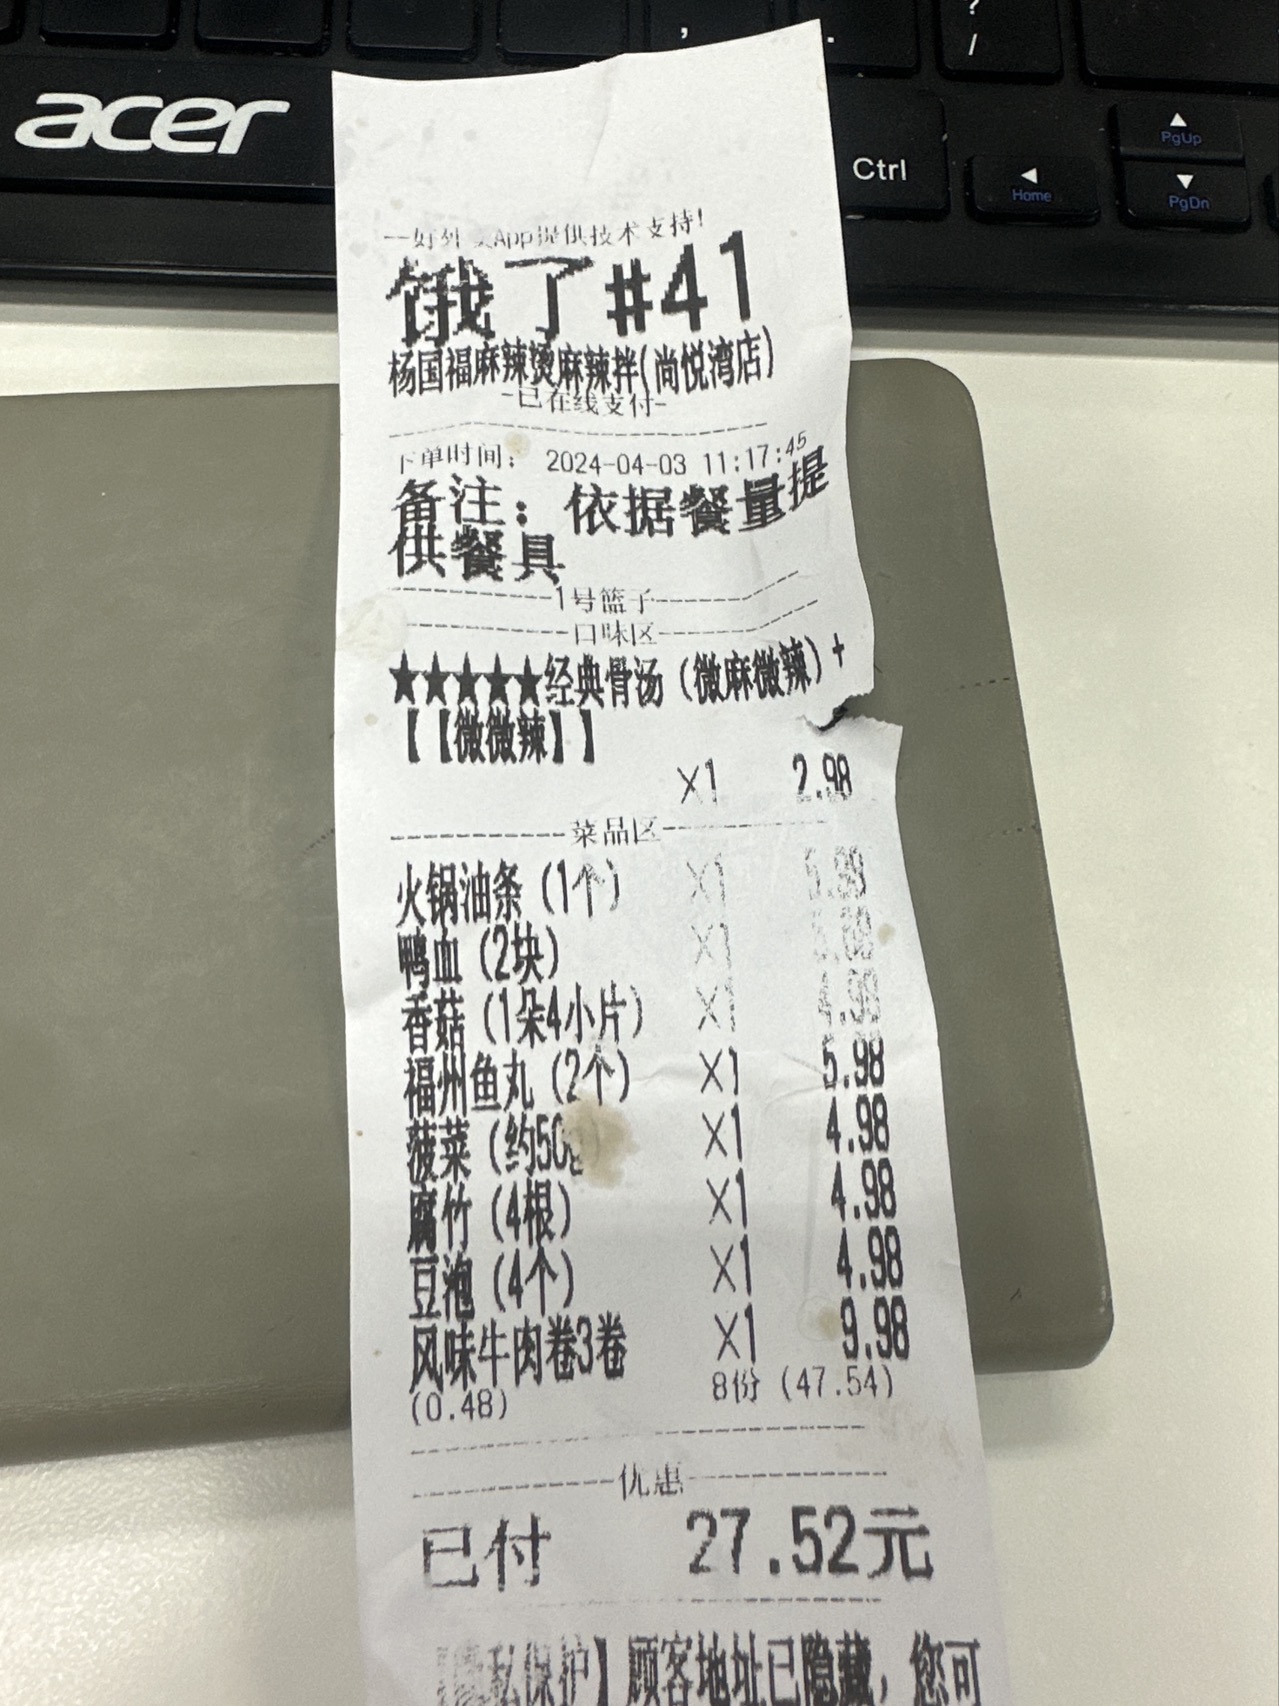 acer
,
.
?
/
Ctrl
Home
PgUp
PgDn
App提供技术支持!
饿了#41
杨国福麻辣烫麻辣拌(尚悦湾店)
-已在线支付-
下单时间: 2024-04-03 11:17:45
备注:依据餐量提
供餐具
1号篮子
口味区
★★★★★经典骨汤(微麻微辣)+
【【微微辣】】
X1 2.98
菜品区
火锅油条(1个) X1
鸭血(2块) X1
香菇(1朵4小片) X1 4.98
福州鱼丸(2个) X1 5.98
菠菜(约50g X1 4.98
腐竹(4根) X1 4.98
豆泡(4个) X1 4.98
风味牛肉卷3卷 X1 9.98
(0.48) 8份(47.54)
优惠
已付 27.52元
【隐私保护】顾客地址已隐藏,您可